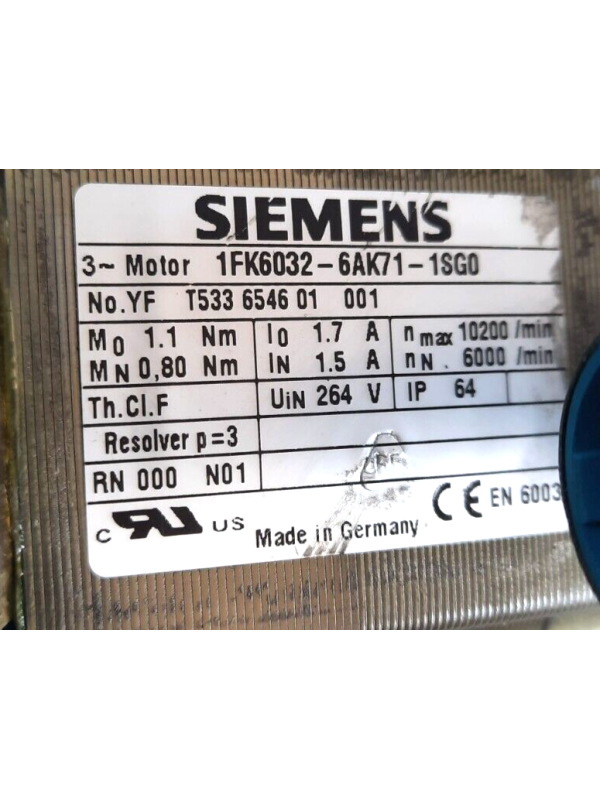 SIEMENS
3~ Motor 1FK6032-6AK71-1SG0
No.YF T533 6546 01 001
M0 1.1 Nm I0 1.7 A nmax 10200 /min
MN 0,80 Nm IN 1.5 A nN. 6000 /min
Th.Cl.F UIN 264 V IP 64
Resolver p=3
RN 000 N01
C RU US Made in Germany CE EN 6003